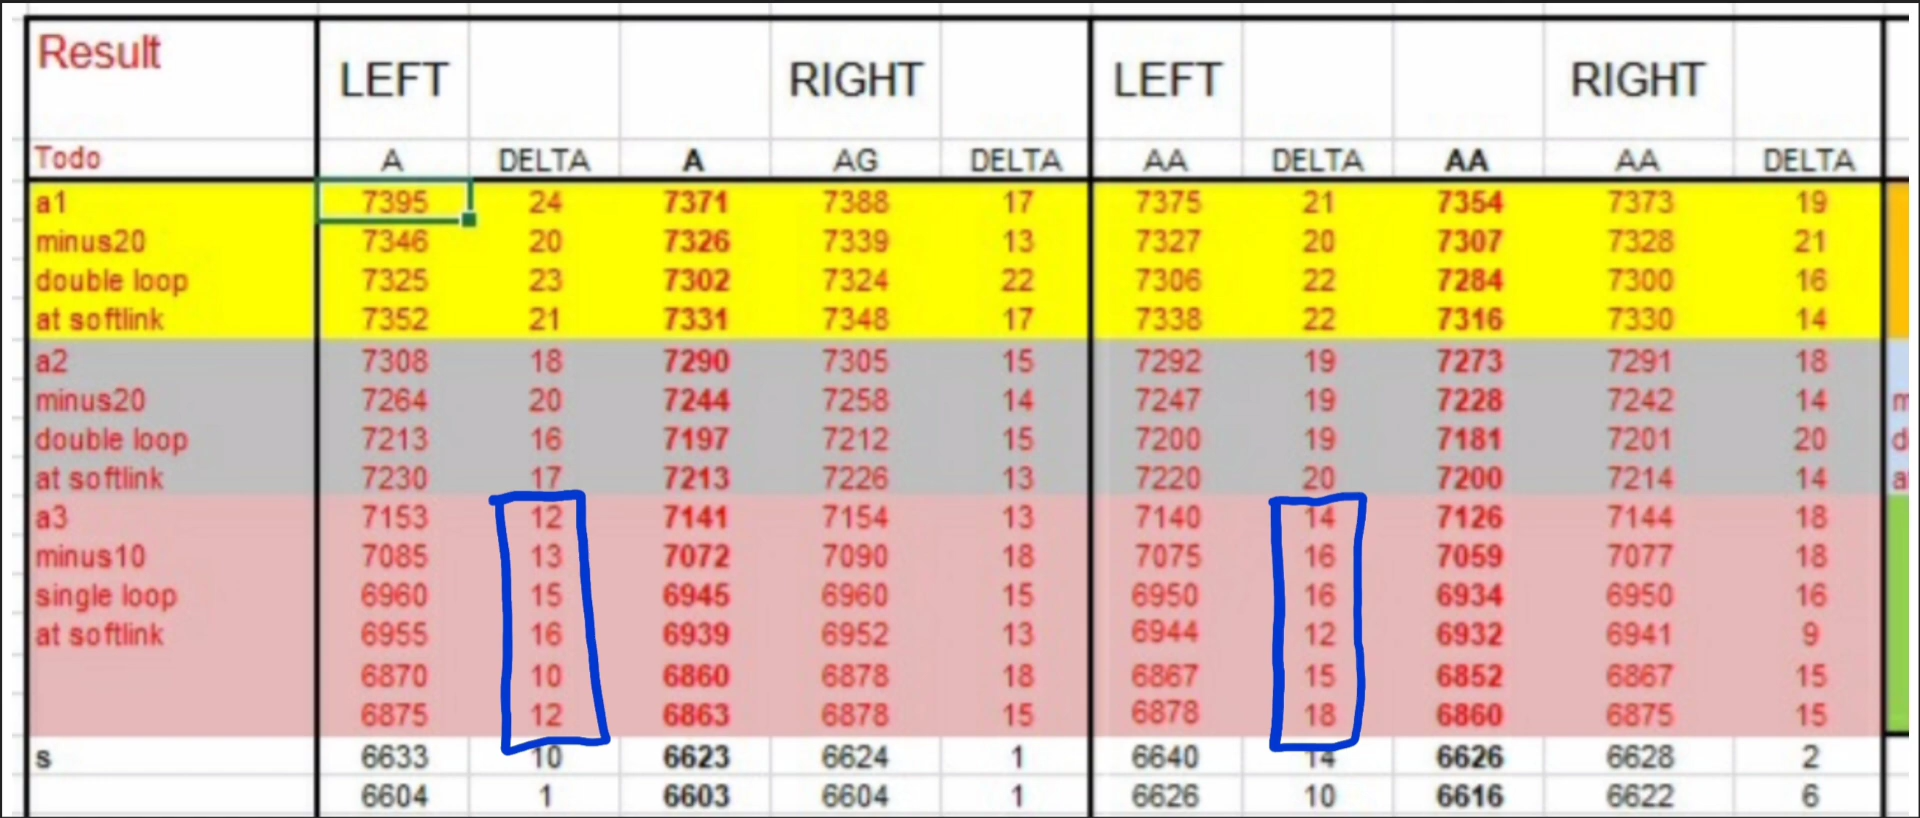 Result LEFT RIGHT LEFT RIGHT
Todo A DELTA A AG DELTA AA DELTA AA AA DELTA
a1 7395 24 7371 7388 17 7375 21 7354 7373 19
minus20 7346 20 7326 7339 13 7327 20 7307 7328 21
double loop 7325 23 7302 7324 22 7306 22 7284 7300 16
at softlink 7352 21 7331 7348 17 7338 22 7316 7330 14
a2 7308 18 7290 7305 15 7292 19 7273 7291 18
minus20 7264 20 7244 7258 14 7247 19 7228 7242 14 m
double loop 7213 16 7197 7212 15 7200 19 7181 7201 20 d
at softlink 7230 17 7213 7226 13 7220 20 7200 7214 14 a
a3 7153 12 7141 7154 13 7140 14 7126 7144 18
minus10 7085 13 7072 7090 18 7075 16 7059 7077 18
single loop 6960 15 6945 6960 15 6950 16 6934 6950 16
at softlink 6955 16 6939 6952 13 6944 12 6932 6941 9
6870 10 6860 6878 18 6867 15 6852 6867 15
6875 12 6863 6878 15 6878 18 6860 6875 15
s 6633 10 6623 6624 1 6640 14 6626 6628 2
6604 1 6603 6604 1 6626 10 6616 6622 6